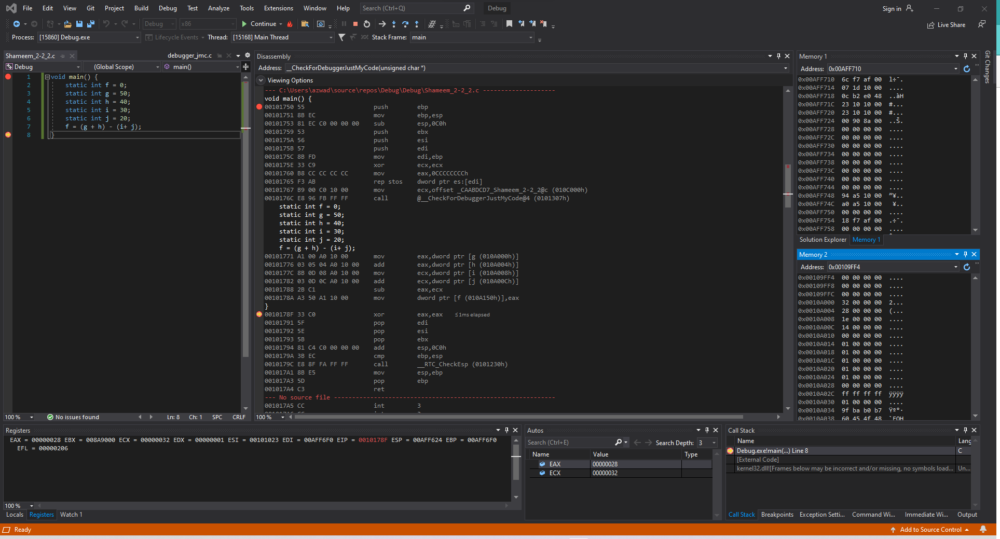 File Edit View Git Project Build Debug Test Analyze Tools Extensions Window Help Search (Ctrl+Q) Debug Sign in
Debug x86 Continue Live Share
Process: [15860] Debug.exe Lifecycle Events Thread: [15168] Main Thread Stack Frame: main
Shameem_2-2_2.c debugger_jmc.c
Debug (Global Scope) main()
1 void main() {
2 static int f = 0;
3 static int g = 50;
4 static int h = 40;
5 static int i = 30;
6 static int j = 20;
7 f = (g + h) - (i+ j);
8 }
100 % No issues found Ln: 8 Ch: 1 SPC CRLF
Disassembly
Address: __CheckForDebuggerJustMyCode(unsigned char *)
Viewing Options
--- C:\Users\azwad\source\repos\Debug\Debug\Shameem_2-2_2.c --------------------
void main() {
00101750 55 push ebp
00101751 8B EC mov ebp,esp
00101753 81 EC C0 00 00 00 sub esp,0C0h
00101759 53 push ebx
0010175A 56 push esi
0010175B 57 push edi
0010175C 8B FD mov edi,ebp
0010175E 33 C9 xor ecx,ecx
00101760 B8 CC CC CC CC mov eax,0CCCCCCCCh
00101765 F3 AB rep stos dword ptr es:[edi]
00101767 B9 00 C0 10 00 mov ecx,offset _CAABDCD7_Shameem_2-2_2@c (010C000h)
0010176C E8 96 FB FF FF call @__CheckForDebuggerJustMyCode@4 (0101307h)
static int f = 0;
static int g = 50;
static int h = 40;
static int i = 30;
static int j = 20;
f = (g + h) - (i+ j);
00101771 A1 00 A0 10 00 mov eax,dword ptr [g (010A000h)]
00101776 03 05 04 A0 10 00 add eax,dword ptr [h (010A004h)]
0010177C 8B 0D 08 A0 10 00 mov ecx,dword ptr [i (010A008h)]
00101782 03 0D 0C A0 10 00 add ecx,dword ptr [j (010A00Ch)]
00101788 2B C1 sub eax,ecx
0010178A A3 50 A1 10 00 mov dword ptr [f (010A150h)],eax
}
0010178F 33 C0 xor eax,eax ≤1ms elapsed
00101791 5F pop edi
00101792 5E pop esi
00101793 5B pop ebx
00101794 81 C4 C0 00 00 00 add esp,0C0h
0010179A 3B EC cmp ebp,esp
0010179C E8 8F FA FF FF call __RTC_CheckEsp (0101230h)
001017A1 8B E5 mov esp,ebp
001017A3 5D pop ebp
001017A4 C3 ret
--- No source file -------------------------------------------------------------
001017A5 CC int 3
100 %
Memory 1
Address: 0x00AFF710
0x00AFF710 6c f7 af 00 l÷¯.
0x00AFF714 07 1d 10 00 ....
0x00AFF718 0c b2 e0 48 ..àH
0x00AFF71C 23 10 10 00 #...
0x00AFF720 23 10 10 00 #...
0x00AFF724 00 90 8a 00 ..Š.
0x00AFF728 00 00 00 00 ....
0x00AFF72C 00 00 00 00 ....
0x00AFF730 00 00 00 00 ....
0x00AFF734 00 00 00 00 ....
0x00AFF738 00 00 00 00 ....
0x00AFF73C 00 00 00 00 ....
0x00AFF740 00 00 00 00 ....
0x00AFF744 00 00 00 00 ....
0x00AFF748 94 a5 10 00 ”¥..
0x00AFF74C a0 a5 10 00 ¥..
0x00AFF750 00 00 00 00 ....
0x00AFF754 18 f7 af 00 .÷¯.
0x00AFF758 00 00 00 00 ....
Solution Explorer Memory 1
Memory 2
Address: 0x00109FF4
0x00109FF4 00 00 00 00 ....
0x00109FF8 00 00 00 00 ....
0x00109FFC 00 00 00 00 ....
0x0010A000 32 00 00 00 2...
0x0010A004 28 00 00 00 (...
0x0010A008 1e 00 00 00 ....
0x0010A00C 14 00 00 00 ....
0x0010A010 00 00 00 00 ....
0x0010A014 01 00 00 00 ....
0x0010A018 01 00 00 00 ....
0x0010A01C 01 00 00 00 ....
0x0010A020 01 00 00 00 ....
0x0010A024 01 00 00 00 ....
0x0010A028 00 00 00 00 ....
0x0010A02C ff ff ff ff ÿÿÿÿ
0x0010A030 01 00 00 00 ....
0x0010A034 9f ba b0 b7 Ÿº°·
0x0010A038 60 45 4f 48 `EOH
Git Changes
Registers
EAX = 00000028 EBX = 008A9000 ECX = 00000032 EDX = 00000001 ESI = 00101023 EDI = 00AFF6F0 EIP = 0010178F ESP = 00AFF624 EBP = 00AFF6F0
EFL = 00000206
100 %
Locals Registers Watch 1
Autos
Search (Ctrl+E) Search Depth: 3
Name Value Type
EAX 00000028
ECX 00000032
Call Stack
Name Lang
Debug.exe!main(...) Line 8 C
[External Code]
kernel32.dll![Frames below may be incorrect and/or missing, no symbols load... Un...
Call Stack Breakpoints Exception Setti... Command Wi... Immediate Wi... Output
Ready Add to Source Control